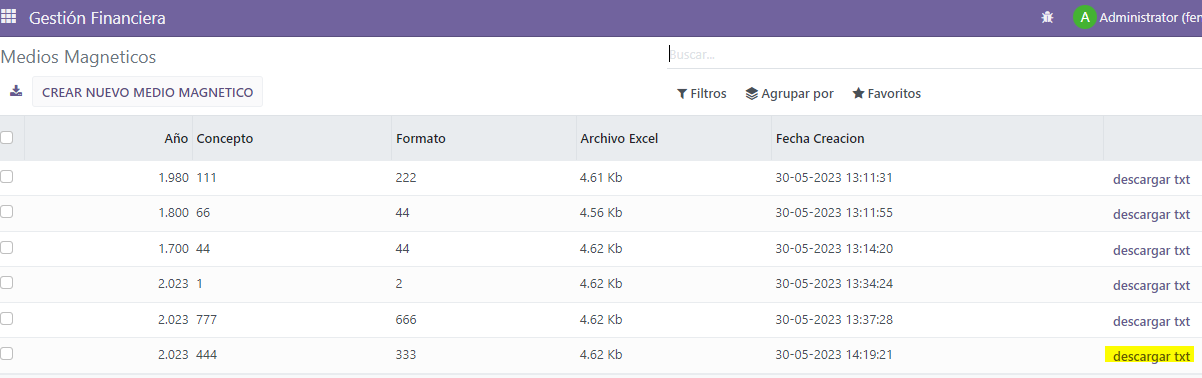 Gestión Financiera
A Administrator (fer
Medios Magneticos
Buscar...
CREAR NUEVO MEDIO MAGNETICO
Filtros Agrupar por Favoritos
Año Concepto Formato Archivo Excel Fecha Creacion
1.980 111 222 4.61 Kb 30-05-2023 13:11:31 descargar txt
1.800 66 44 4.56 Kb 30-05-2023 13:11:55 descargar txt
1.700 44 44 4.62 Kb 30-05-2023 13:14:20 descargar txt
2.023 1 2 4.62 Kb 30-05-2023 13:34:24 descargar txt
2.023 777 666 4.62 Kb 30-05-2023 13:37:28 descargar txt
2.023 444 333 4.62 Kb 30-05-2023 14:19:21 descargar txt